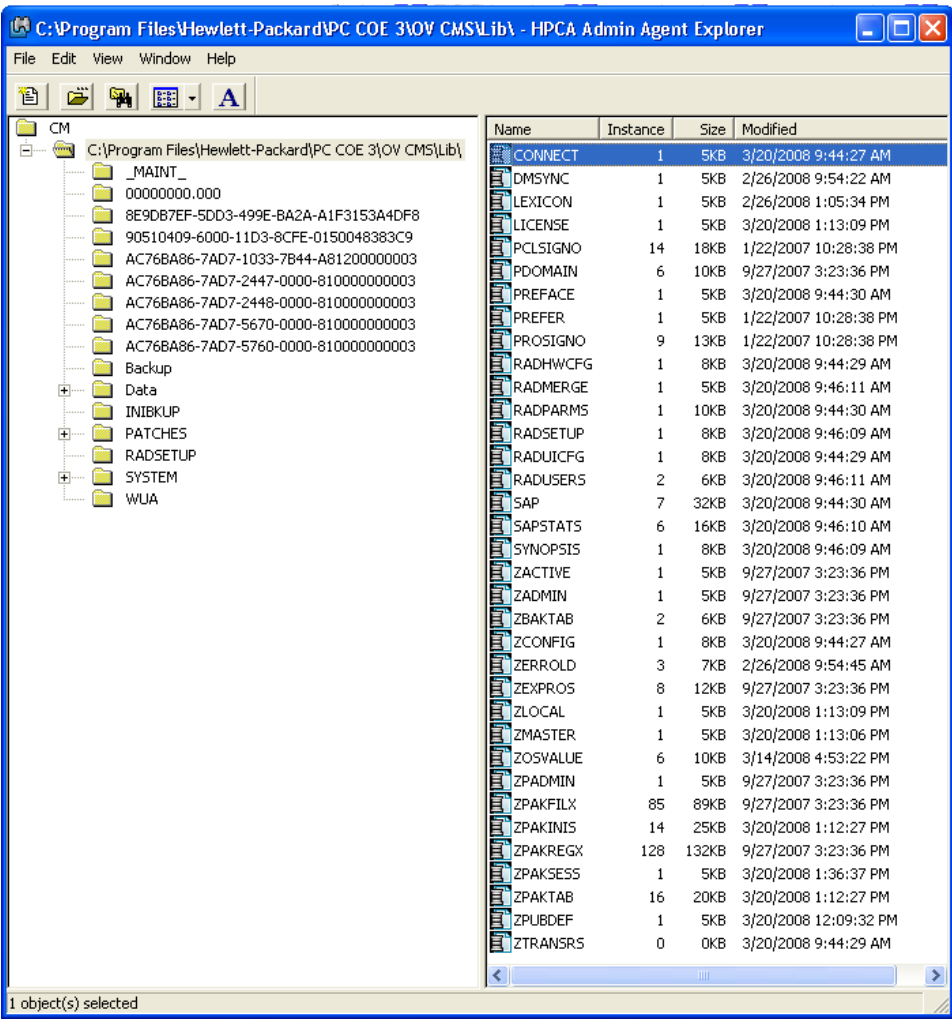 C:\Program Files\Hewlett-Packard\PC COE 3\OV CMS\Lib\ - HPCA Admin Agent Explorer
File Edit View Window Help
A
CM
C:\Program Files\Hewlett-Packard\PC COE 3\OV CMS\Lib\
_MAINT_
00000000.000
8E9DB7EF-5DD3-499E-BA2A-A1F3153A4DF8
90510409-6000-11D3-8CFE-0150048383C9
AC76BA86-7AD7-1033-7B44-A81200000003
AC76BA86-7AD7-2447-0000-810000000003
AC76BA86-7AD7-2448-0000-810000000003
AC76BA86-7AD7-5670-0000-810000000003
AC76BA86-7AD7-5760-0000-810000000003
Backup
Data
INIBKUP
PATCHES
RADSETUP
SYSTEM
WUA
Name Instance Size Modified
CONNECT 1 5KB 3/20/2008 9:44:27 AM
DMSYNC 1 5KB 2/26/2008 9:54:22 AM
LEXICON 1 5KB 2/26/2008 1:05:34 PM
LICENSE 1 5KB 3/20/2008 1:13:09 PM
PCLSIGNO 14 18KB 1/22/2007 10:28:38 PM
PDOMAIN 6 10KB 9/27/2007 3:23:36 PM
PREFACE 1 5KB 3/20/2008 9:44:30 AM
PREFER 1 5KB 1/22/2007 10:28:38 PM
PROSIGNO 9 13KB 1/22/2007 10:28:38 PM
RADHWCFG 1 8KB 3/20/2008 9:44:29 AM
RADMERGE 1 5KB 3/20/2008 9:46:11 AM
RADPARMS 1 10KB 3/20/2008 9:44:30 AM
RADSETUP 1 8KB 3/20/2008 9:46:09 AM
RADUICFG 1 8KB 3/20/2008 9:44:29 AM
RADUSERS 2 6KB 3/20/2008 9:46:11 AM
SAP 7 32KB 3/20/2008 9:44:30 AM
SAPSTATS 6 16KB 3/20/2008 9:46:10 AM
SYNOPSIS 1 8KB 3/20/2008 9:46:09 AM
ZACTIVE 1 5KB 9/27/2007 3:23:36 PM
ZADMIN 1 5KB 9/27/2007 3:23:36 PM
ZBAKTAB 2 6KB 9/27/2007 3:23:36 PM
ZCONFIG 1 8KB 3/20/2008 9:44:27 AM
ZERROLD 3 7KB 2/26/2008 9:54:45 AM
ZEXPROS 8 12KB 9/27/2007 3:23:36 PM
ZLOCAL 1 5KB 3/20/2008 1:13:09 PM
ZMASTER 1 5KB 3/20/2008 1:13:06 PM
ZOSVALUE 6 10KB 3/14/2008 4:53:22 PM
ZPADMIN 1 5KB 9/27/2007 3:23:36 PM
ZPAKFILX 85 89KB 9/27/2007 3:23:36 PM
ZPAKINIS 14 25KB 3/20/2008 1:12:27 PM
ZPAKREGX 128 132KB 9/27/2007 3:23:36 PM
ZPAKSESS 1 5KB 3/20/2008 1:36:37 PM
ZPAKTAB 16 20KB 3/20/2008 1:12:27 PM
ZPUBDEF 1 5KB 3/20/2008 12:09:32 PM
ZTRANSRS 0 0KB 3/20/2008 9:44:29 AM
1 object(s) selected